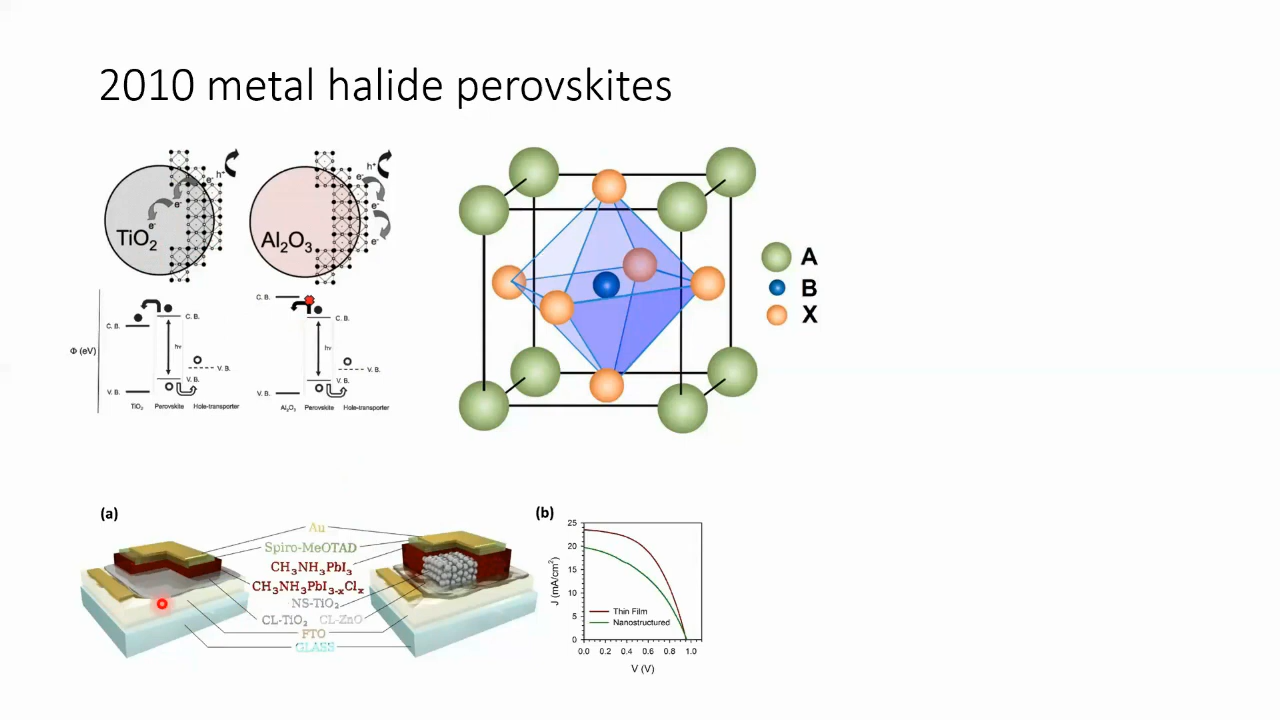 2010 metal halide perovskites
h⁺
e⁻
e⁻
e⁻
TiO₂
h⁺
e⁻
e⁻
e⁻
Al₂O₃
A
B
X
C. B.
C. B.
hν
Φ (eV)
V. B.
V. B.
V. B.
TiO₂ Perovskite Hole-transporter
C. B.
C. B.
hν
V. B.
V. B.
V. B.
Al₂O₃ Perovskite Hole-transporter
(a)
Au
Spiro-MeOTAD
CH₃NH₃PbI₃
CH₃NH₃PbI₃₋ₓClₓ
NS-TiO₂
CL-TiO₂ CL-ZnO
FTO
GLASS
(b)
25
20
15
10
5
0
J (mA/cm²)
Thin Film
Nanostructured
0.0 0.2 0.4 0.6 0.8 1.0
V (V)